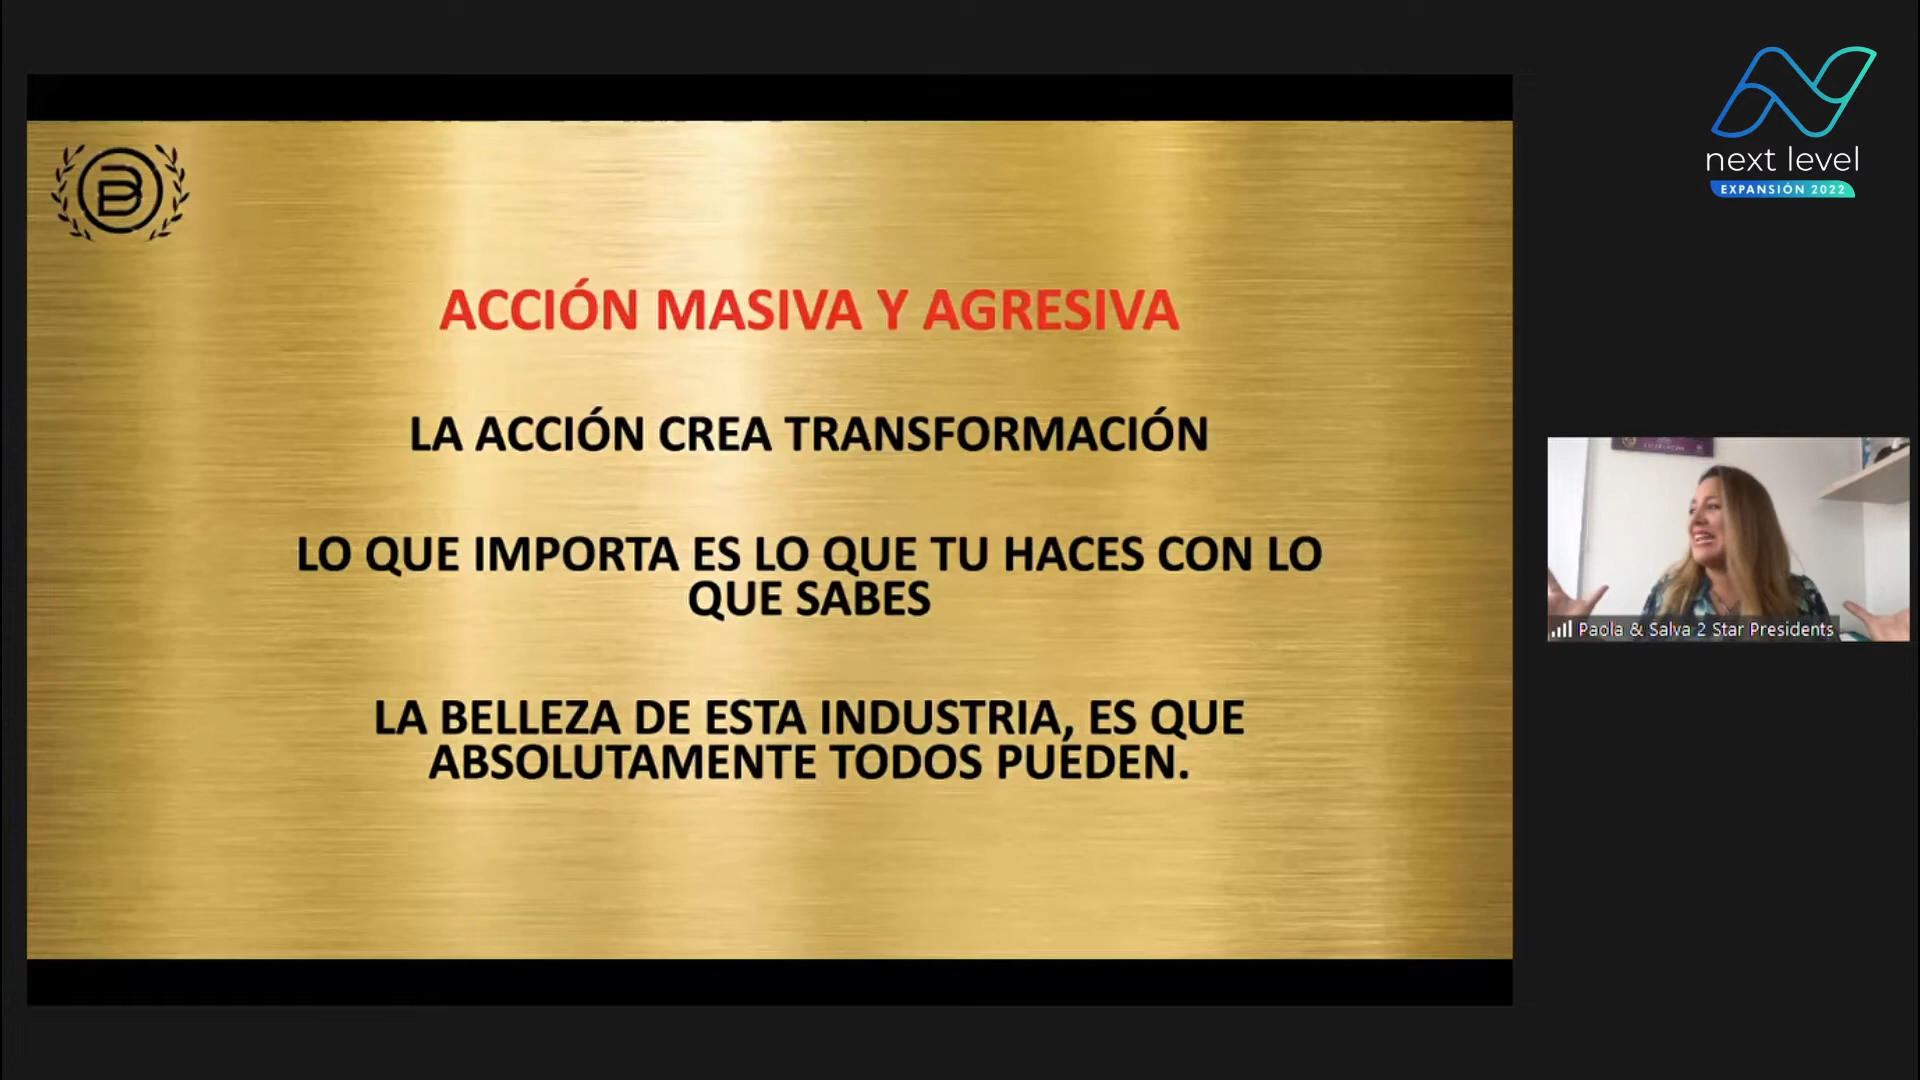 next level
EXPANSIÓN 2022
B
ACCIÓN MASIVA Y AGRESIVA
LA ACCIÓN CREA TRANSFORMACIÓN
LO QUE IMPORTA ES LO QUE TU HACES CON LO
QUE SABES
LA BELLEZA DE ESTA INDUSTRIA, ES QUE
ABSOLUTAMENTE TODOS PUEDEN.
Paola & Salva 2 Star Presidents